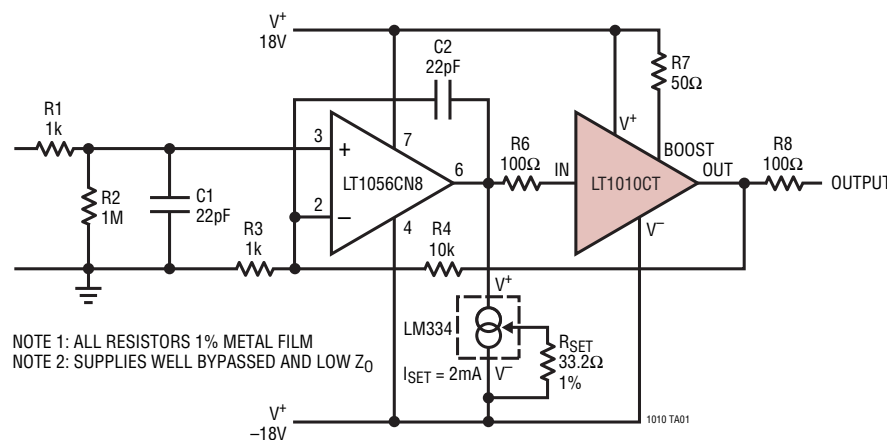 V+
18V
C2
22pF
R7
50Ω
R1
1k
3
+
7
V+
R6
100Ω
BOOST
R8
100Ω
LT1056CN8
6
IN
LT1010CT
OUT
OUTPUT
R2
1M
C1
22pF
2
–
4
V–
R3
1k
R4
10k
V+
LM334
RSET
33.2Ω
1%
NOTE 1: ALL RESISTORS 1% METAL FILM
NOTE 2: SUPPLIES WELL BYPASSED AND LOW ZO
ISET = 2mA
V–
V+
–18V
1010 TA01